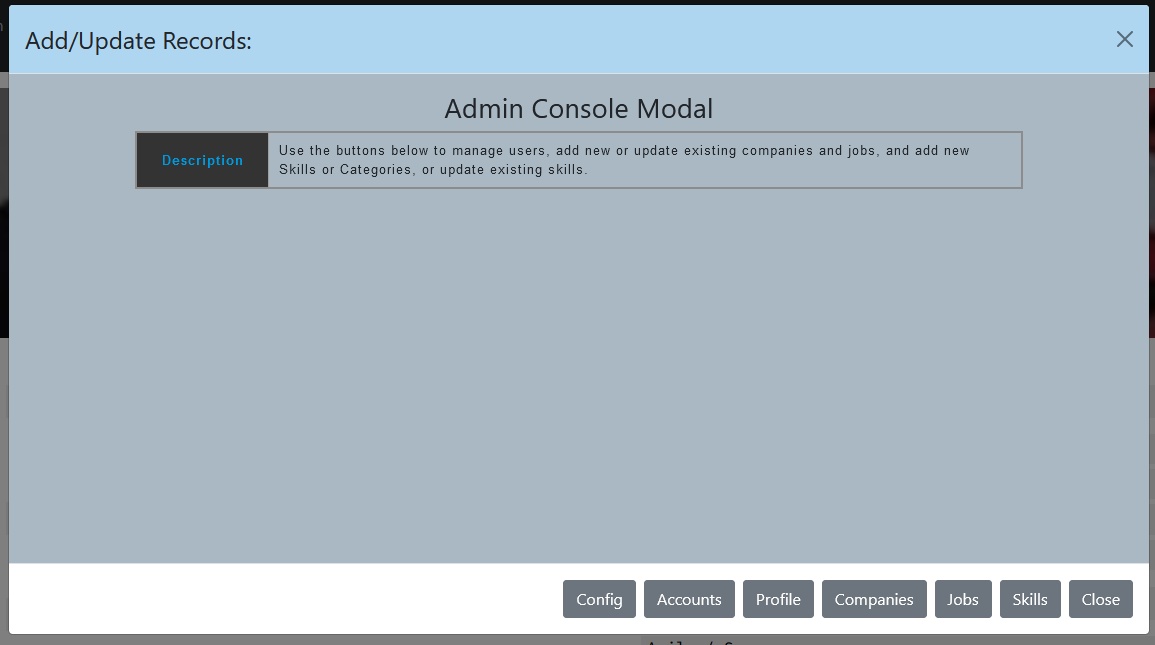 Add/Update Records:
Admin Console Modal
Description
Use the buttons below to manage users, add new or update existing companies and jobs, and add new
Skills or Categories, or update existing skills.
Config Accounts Profile Companies Jobs Skills Close